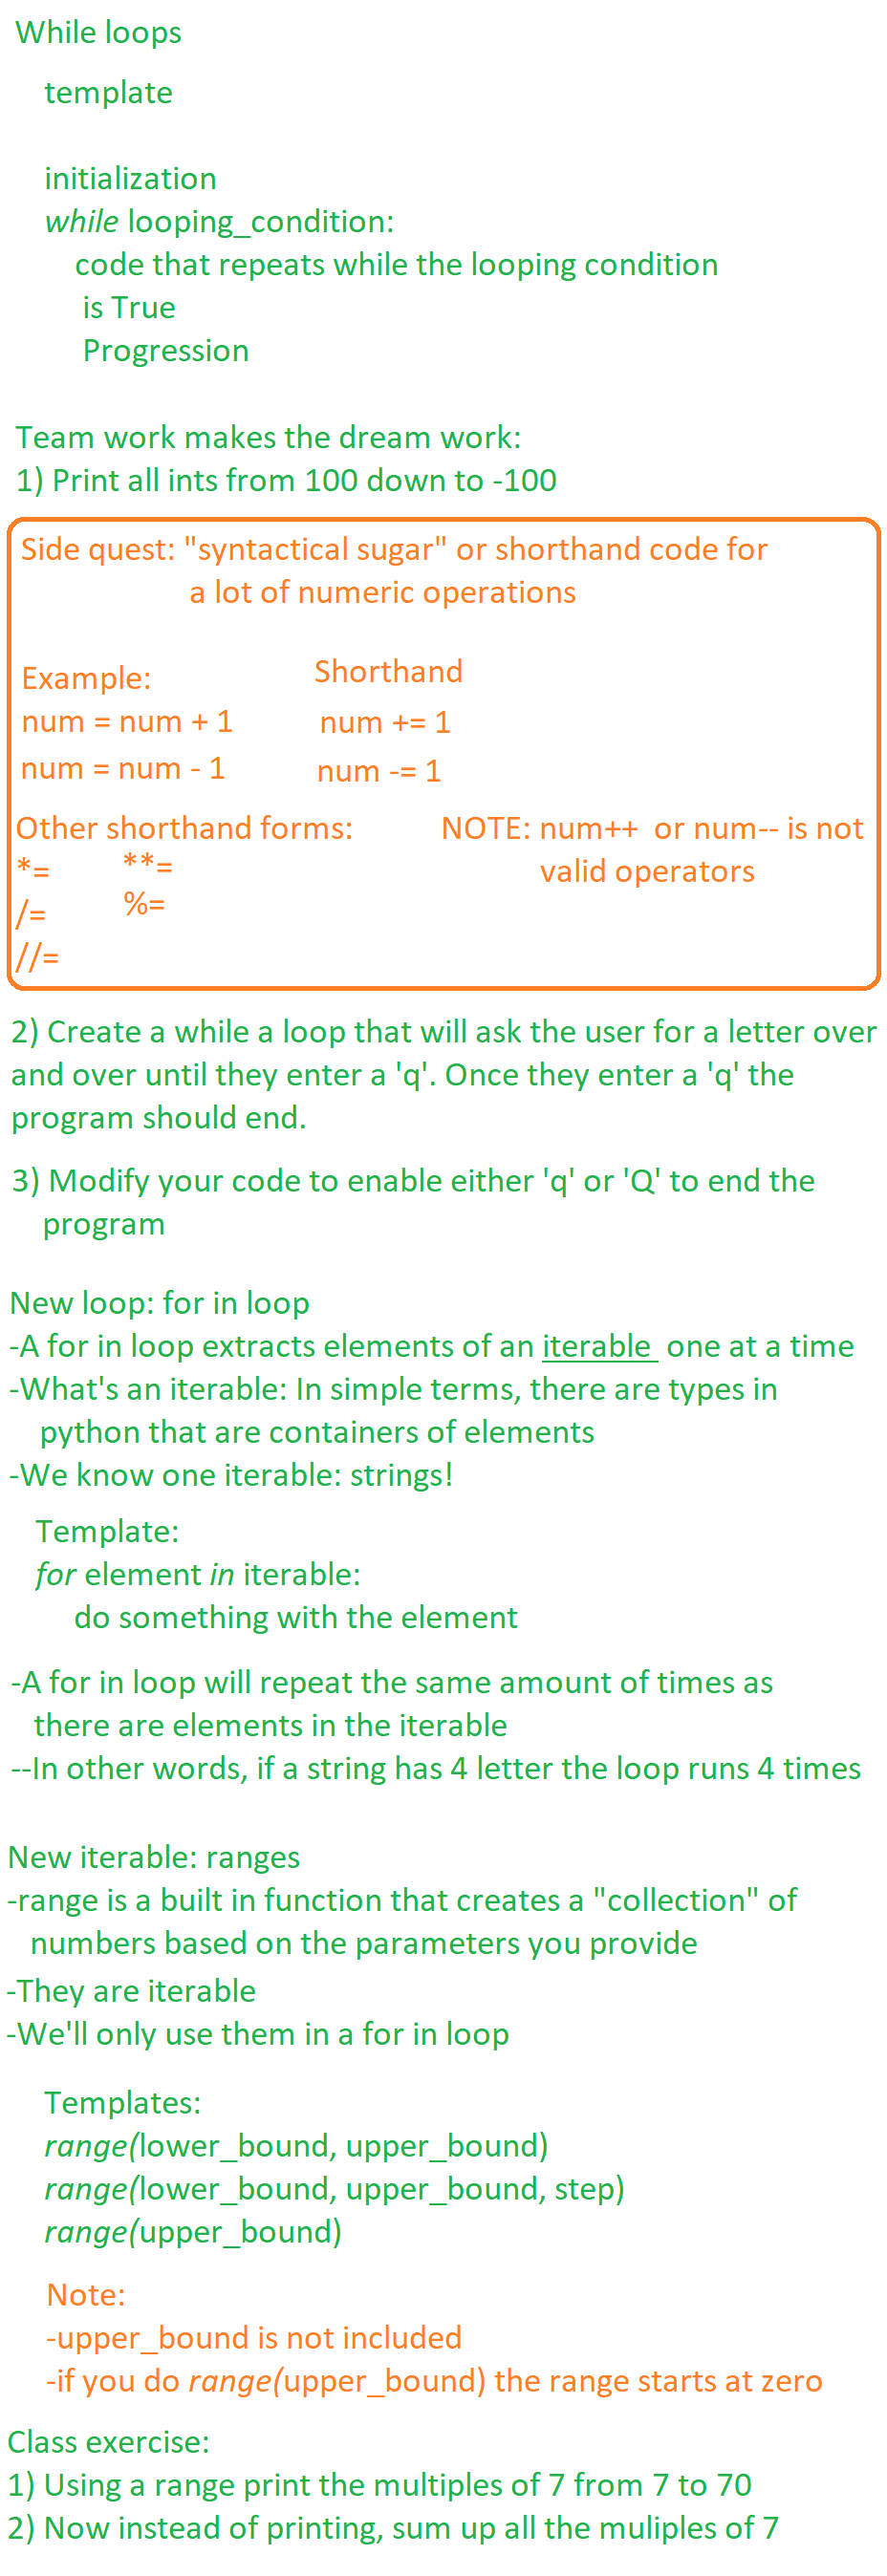 While loops
template
initialization
while looping_condition:
code that repeats while the looping condition
is True
Progression
Team work makes the dream work:
1) Print all ints from 100 down to -100
Side quest: "syntactical sugar" or shorthand code for
a lot of numeric operations
Example: Shorthand
num = num + 1 num += 1
num = num - 1 num -= 1
Other shorthand forms: NOTE: num++  or num-- is not
valid operators
*= **=
/= %=
//=
2) Create a while a loop that will ask the user for a letter over
and over until they enter a 'q'. Once they enter a 'q' the
program should end.
3) Modify your code to enable either 'q' or 'Q' to end the
program
New loop: for in loop
-A for in loop extracts elements of an iterable  one at a time
-What's an iterable: In simple terms, there are types in
python that are containers of elements
-We know one iterable: strings!
Template:
for element in iterable:
do something with the element
-A for in loop will repeat the same amount of times as
there are elements in the iterable
--In other words, if a string has 4 letter the loop runs 4 times
New iterable: ranges
-range is a built in function that creates a "collection" of
numbers based on the parameters you provide
-They are iterable
-We'll only use them in a for in loop
Templates:
range(lower_bound, upper_bound)
range(lower_bound, upper_bound, step)
range(upper_bound)
Note:
-upper_bound is not included
-if you do range(upper_bound) the range starts at zero
Class exercise:
1) Using a range print the multiples of 7 from 7 to 70
2) Now instead of printing, sum up all the muliples of 7